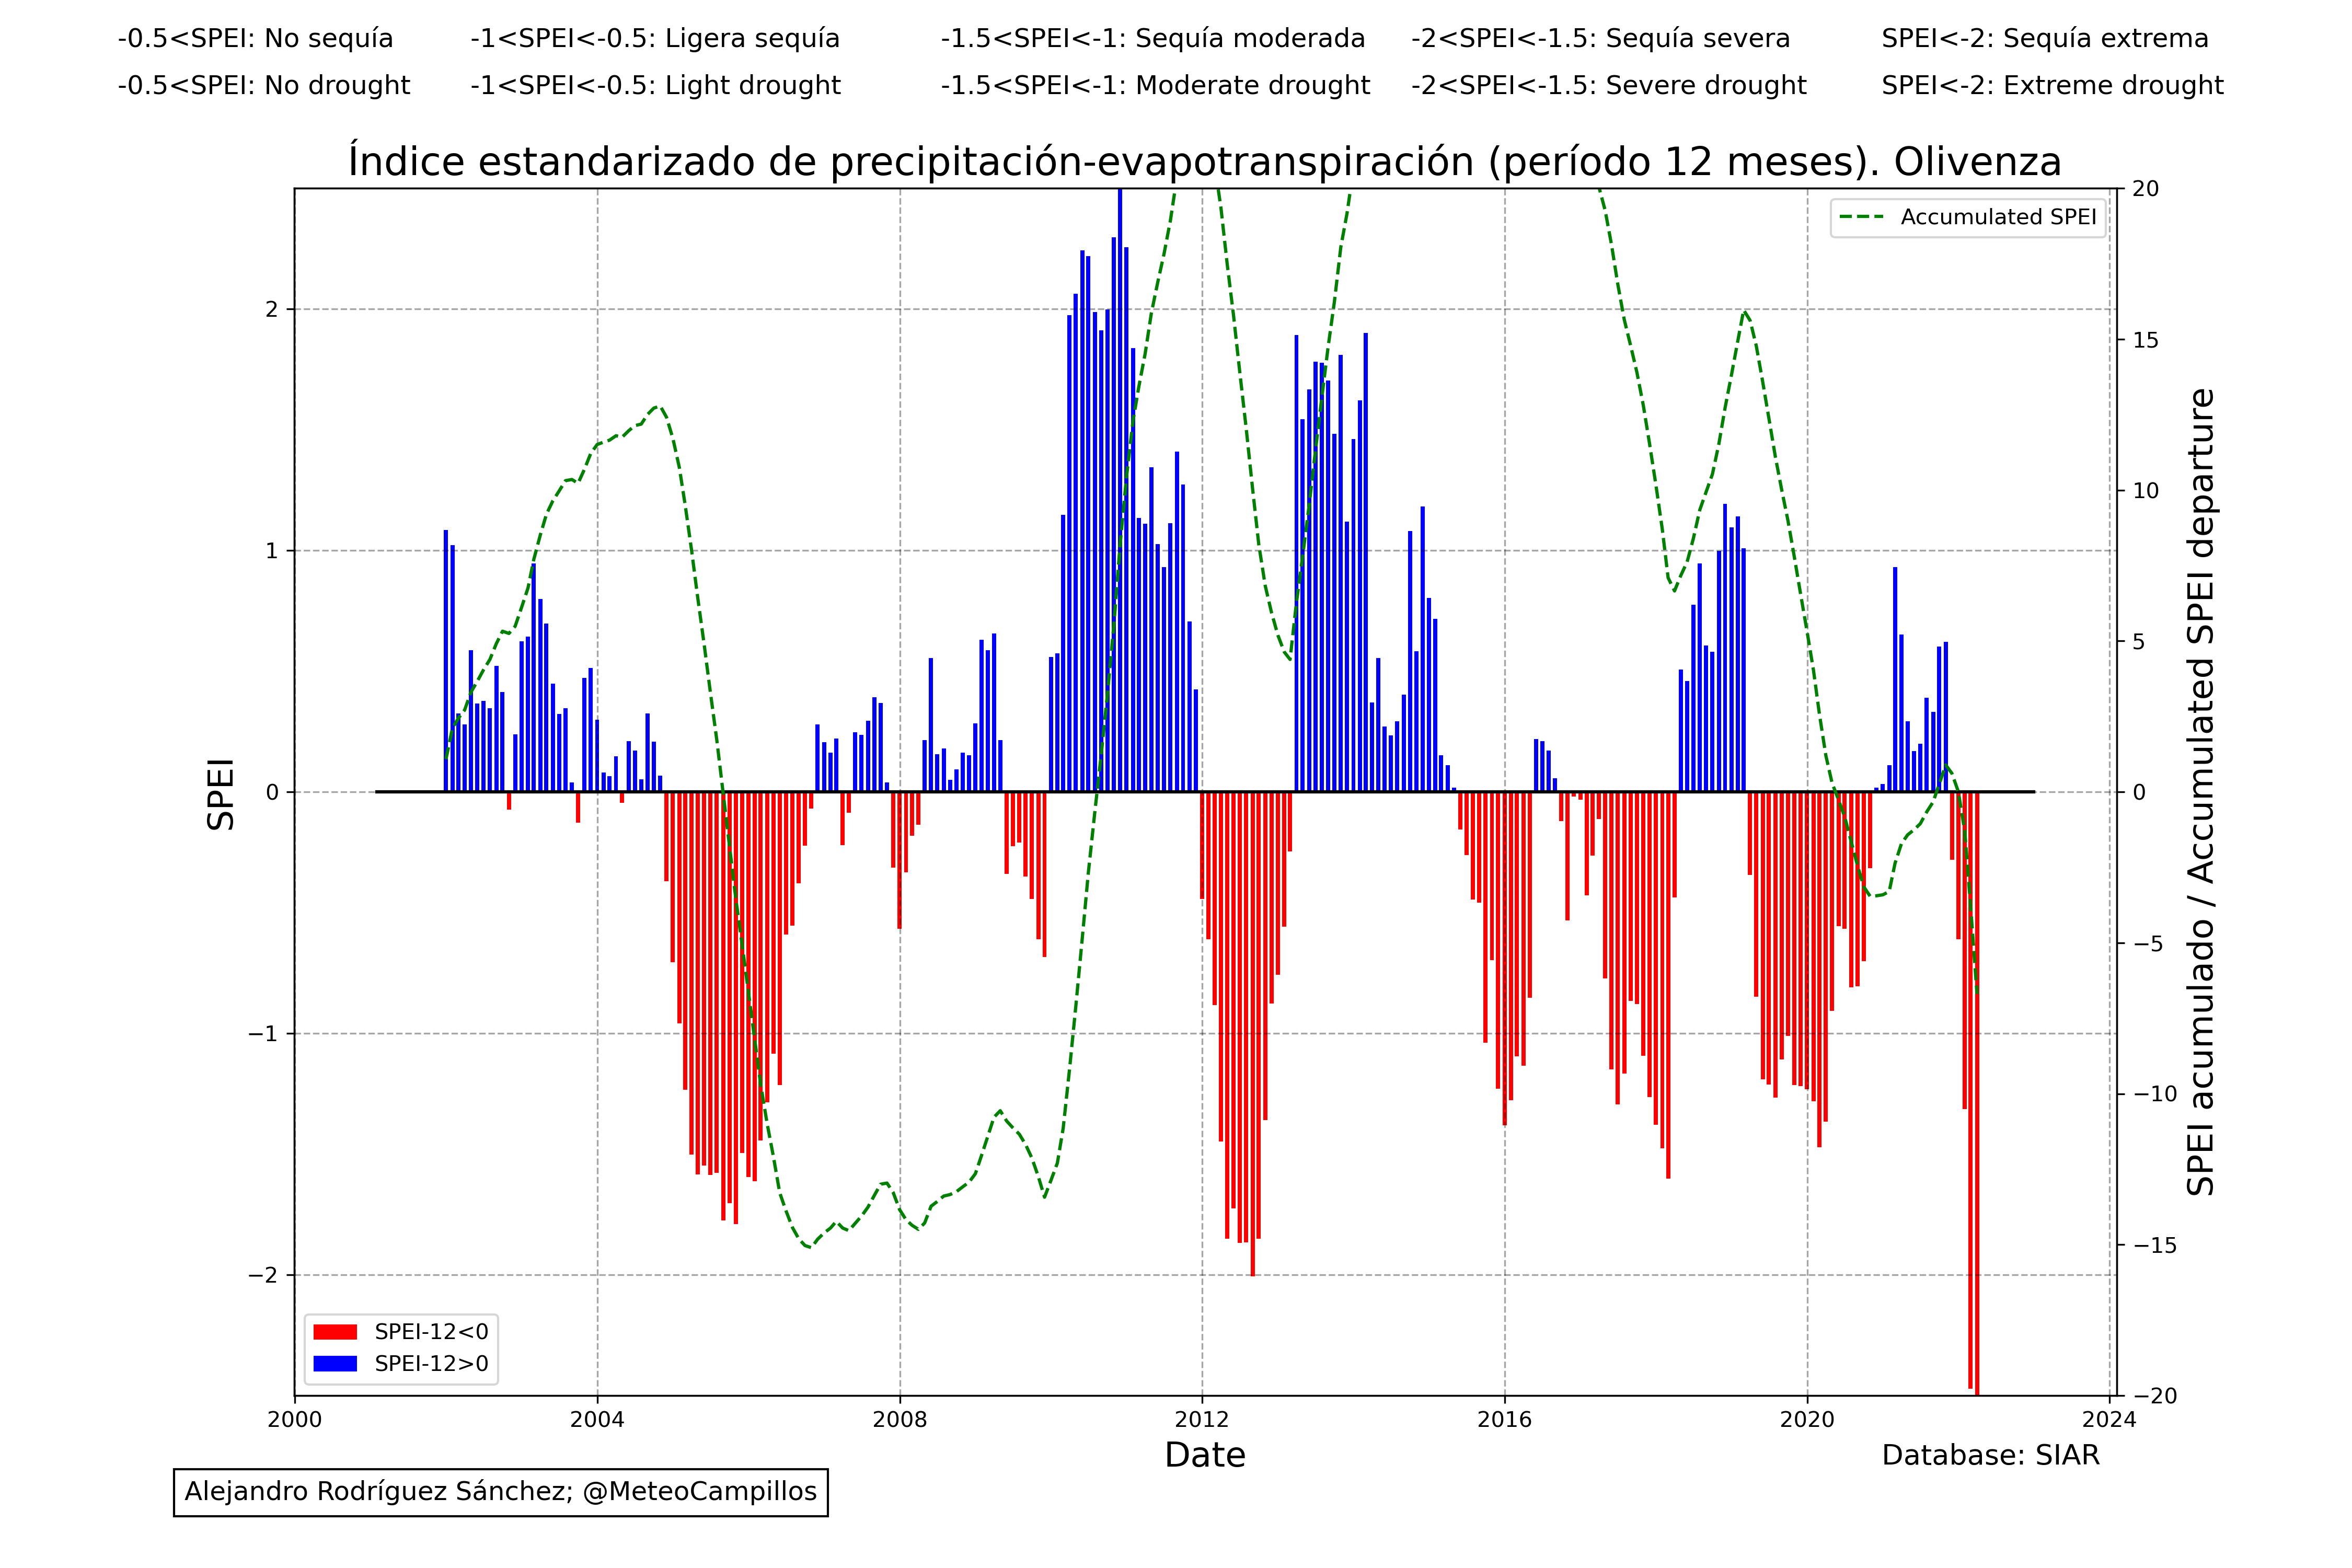 -0.5<SPEI: No sequía -1<SPEI<-0.5: Ligera sequía -1.5<SPEI<-1: Sequía moderada -2<SPEI<-1.5: Sequía severa SPEI<-2: Sequía extrema
-0.5<SPEI: No drought -1<SPEI<-0.5: Light drought -1.5<SPEI<-1: Moderate drought -2<SPEI<-1.5: Severe drought SPEI<-2: Extreme drought
Índice estandarizado de precipitación-evapotranspiración (período 12 meses). Olivenza
Accumulated SPEI
SPEI
2
1
0
−1
−2
SPEI acumulado / Accumulated SPEI departure
20
15
10
5
0
−5
−10
−15
−20
SPEI-12<0
SPEI-12>0
2000 2004 2008 2012 2016 2020 2024
Date
Database: SIAR
Alejandro Rodríguez Sánchez; @MeteoCampillos